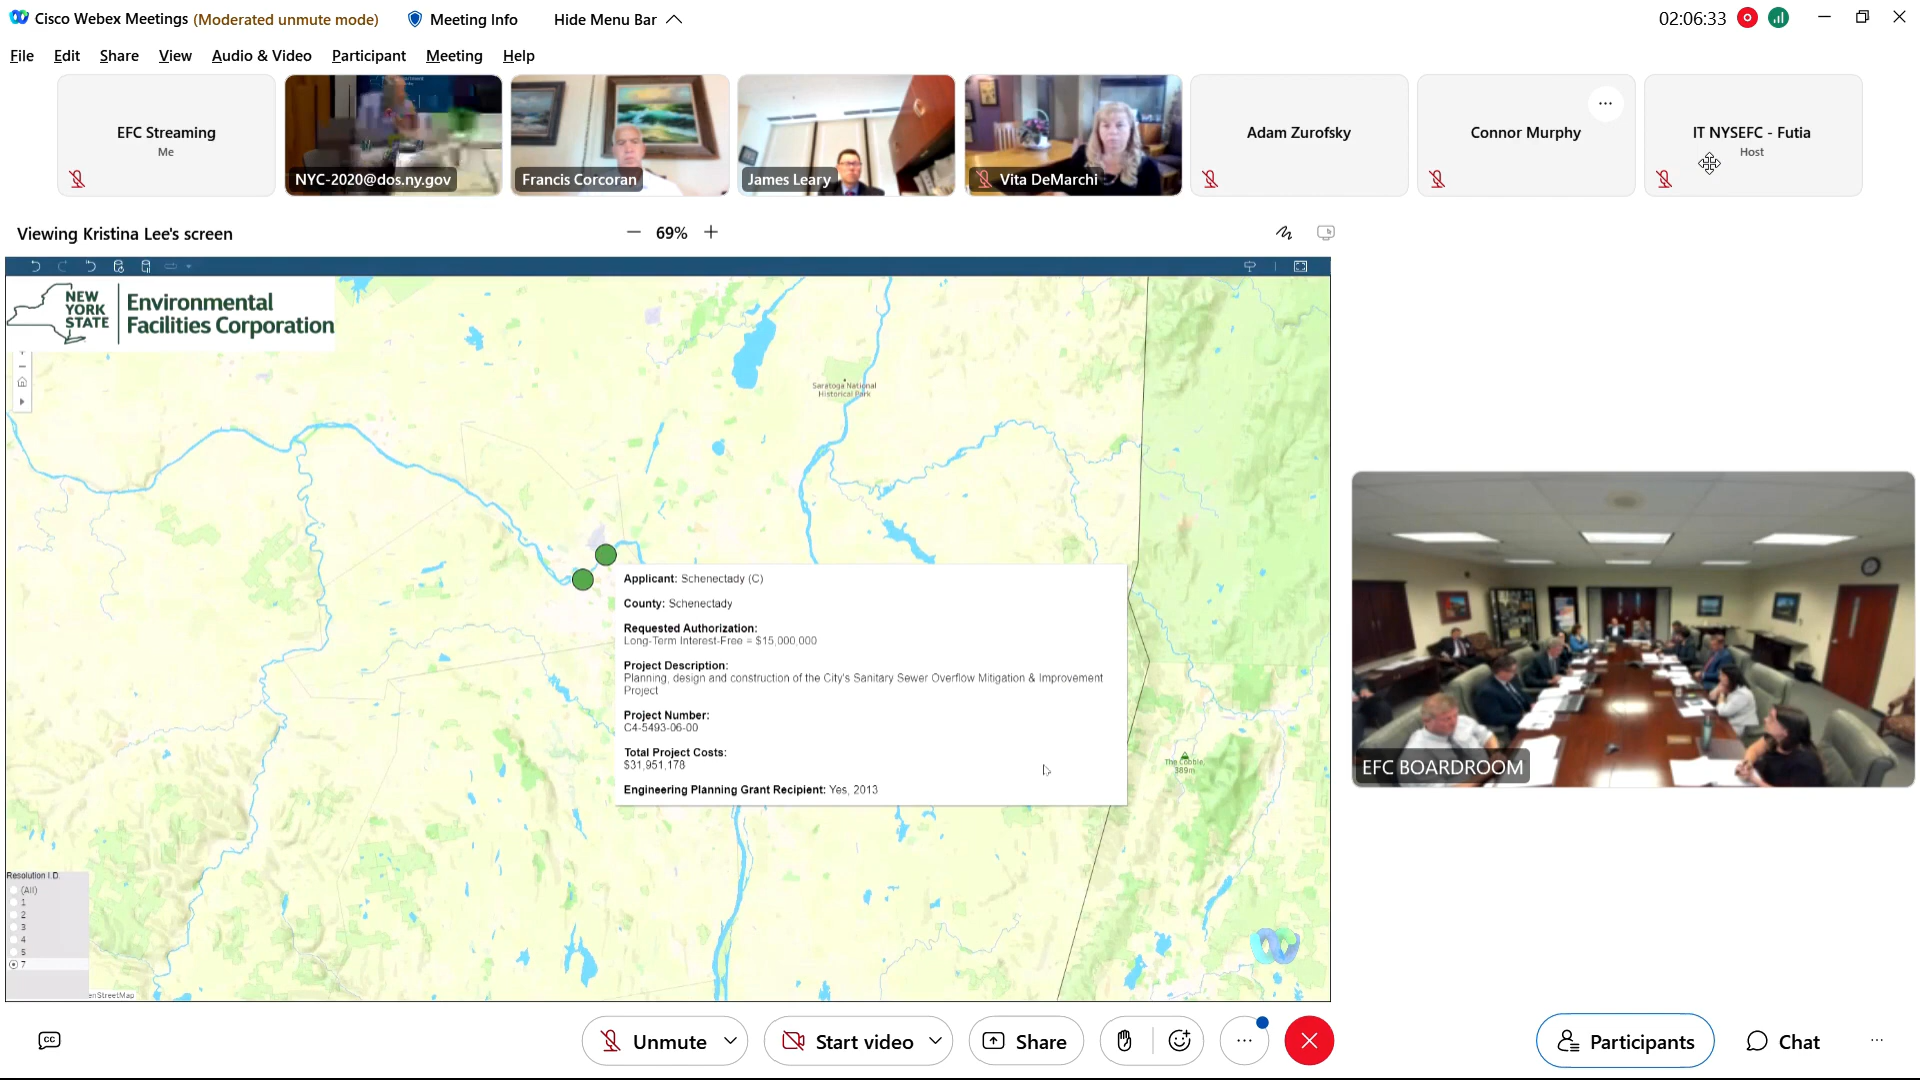 Cisco Webex Meetings (Moderated unmute mode) Meeting Info Hide Menu Bar 02:06:33
File Edit Share View Audio & Video Participant Meeting Help
EFC Streaming
Me
NYC-2020@dos.ny.gov
Francis Corcoran
James Leary
Vita DeMarchi
Adam Zurofsky
Connor Murphy
IT NYSEFC - Futia
Host
Viewing Kristina Lee's screen 69%
NEW YORK STATE
Environmental
Facilities Corporation
Saratoga National
Historical Park
Applicant: Schenectady (C)
County: Schenectady
Requested Authorization:
Long-Term Interest-Free = $15,000,000
Project Description:
Planning, design and construction of the City's Sanitary Sewer Overflow Mitigation & Improvement
Project
Project Number:
C4-5493-06-00
Total Project Costs:
$31,951,178
Engineering Planning Grant Recipient: Yes, 2013
The Cobble
389m
EFC BOARDROOM
Resolution I.D.
(All)
1
2
3
4
5
7
enStreetMap
CC Unmute Start video Share Participants Chat